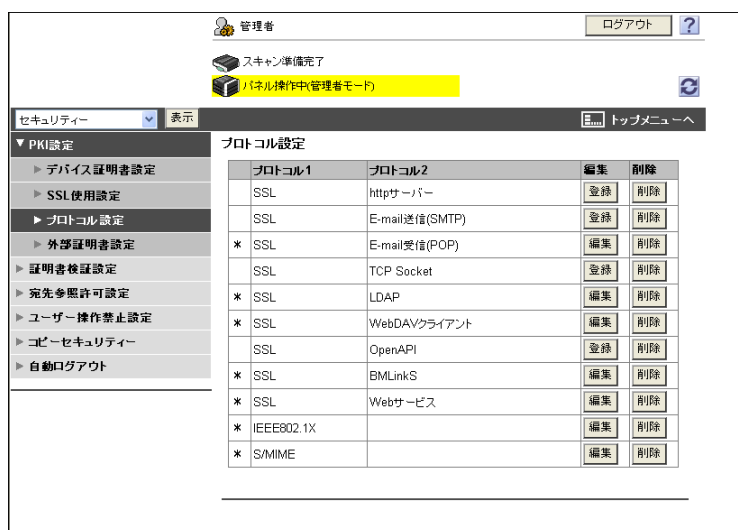 管理者
ログアウト
?
スキャン準備完了
パネル操作中(管理者モード)
セキュリティー
表示
トップメニューへ
▼ PKI設定
▶ デバイス証明書設定
▶ SSL使用設定
▶ プロトコル設定
▶ 外部証明書設定
▶ 証明書検証設定
▶ 宛先参照許可設定
▶ ユーザー操作禁止設定
▶ コピーセキュリティー
▶ 自動ログアウト
プロトコル設定
プロトコル1 プロトコル2 編集 削除
SSL httpサーバー 登録 削除
SSL E-mail送信(SMTP) 登録 削除
* SSL E-mail受信(POP) 編集 削除
SSL TCP Socket 登録 削除
* SSL LDAP 編集 削除
* SSL WebDAVクライアント 編集 削除
SSL OpenAPI 登録 削除
* SSL BMLinkS 編集 削除
* SSL Webサービス 編集 削除
* IEEE802.1X 編集 削除
* S/MIME 編集 削除